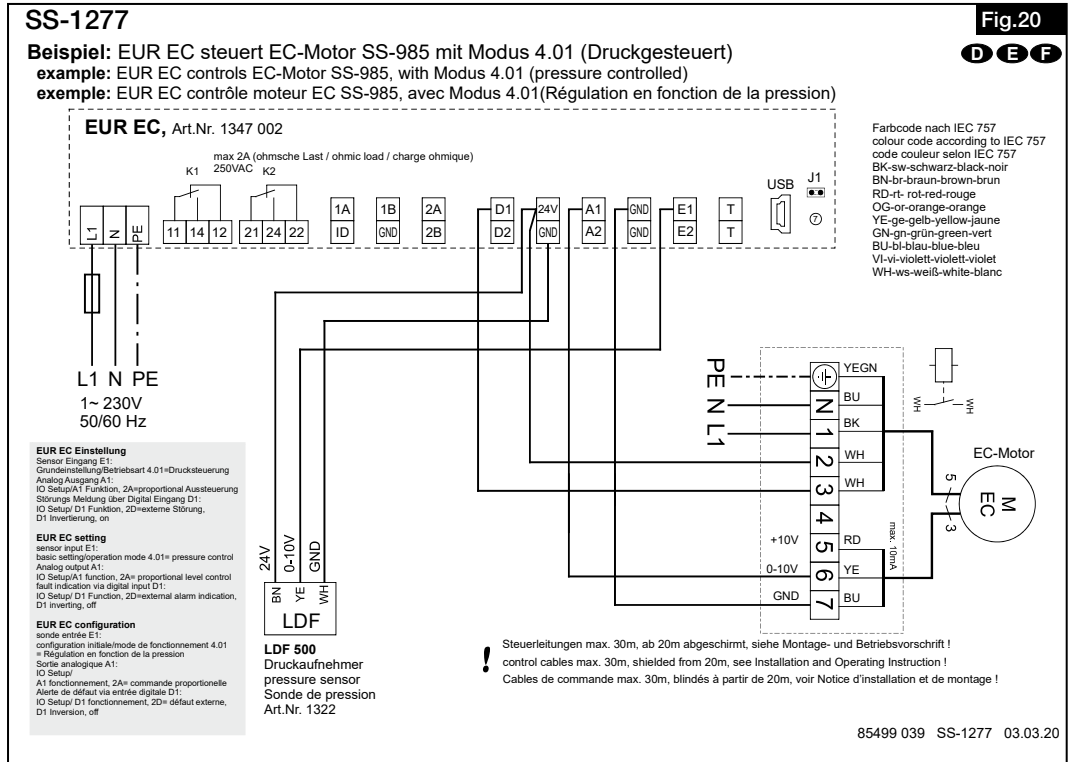 SS-1277
Fig.20
Beispiel: EUR EC steuert EC-Motor SS-985 mit Modus 4.01 (Druckgesteuert)
D E F
example: EUR EC controls EC-Motor SS-985, with Modus 4.01 (pressure controlled)
exemple: EUR EC contrôle moteur EC SS-985, avec Modus 4.01(Régulation en fonction de la pression)
EUR EC, Art.Nr. 1347 002
max 2A (ohmsche Last / ohmic load / charge ohmique)
250VAC
K1 K2
L1 N PE
11 14 12
21 24 22
1A 1B 2A D1 24V A1 GND E1 T
ID GND 2B D2 GND A2 GND E2 T
USB
J1
7
Farbcode nach IEC 757
colour code according to IEC 757
code couleur selon IEC 757
BK-sw-schwarz-black-noir
BN-br-braun-brown-brun
RD-rt- rot-red-rouge
OG-or-orange-orange
YE-ge-gelb-yellow-jaune
GN-gn-grün-green-vert
BU-bl-blau-blue-bleu
VI-vi-violett-violett-violet
WH-ws-weiß-white-blanc
L1 N PE
1~ 230V
50/60 Hz
EUR EC Einstellung
Sensor Eingang E1:
Grundeinstellung/Betriebsart 4.01=Drucksteuerung
Analog Ausgang A1:
IO Setup/A1 Funktion, 2A=proportional Aussteuerung
Störungs Meldung über Digital Eingang D1:
IO Setup/ D1 Funktion, 2D=externe Störung,
D1 Invertierung, on
EUR EC setting
sensor input E1:
basic setting/operation mode 4.01= pressure control
Analog output A1:
IO Setup/A1 function, 2A= proportional level control
fault indication via digital input D1:
IO Setup/ D1 Function, 2D=external alarm indication,
D1 inverting, off
EUR EC configuration
sonde entrée E1:
configuration initiale/mode de fonctionnement 4.01
= Régulation en fonction de la pression
Sortie analogique A1:
IO Setup/
A1 fonctionnement, 2A= commande proportionelle
Alerte de défaut via entrée digitale D1:
IO Setup/ D1 fonctionnement, 2D= défaut externe,
D1 Inversion, off
24V
0-10V
GND
BN
YE
WH
LDF
LDF 500
Druckaufnehmer
pressure sensor
Sonde de pression
Art.Nr. 1322
PE N L1
YEGN
N BU
1 BK
2 WH
3 WH
4
+10V 5 RD
0-10V 6 YE
GND 7 BU
max. 10mA
WH
WH
EC-Motor
5
3
M
EC
! Steuerleitungen max. 30m, ab 20m abgeschirmt, siehe Montage- und Betriebsvorschrift !
control cables max. 30m, shielded from 20m, see Installation and Operating Instruction !
Cables de commande max. 30m, blindés à partir de 20m, voir Notice d'installation et de montage !
85499 039 SS-1277 03.03.20